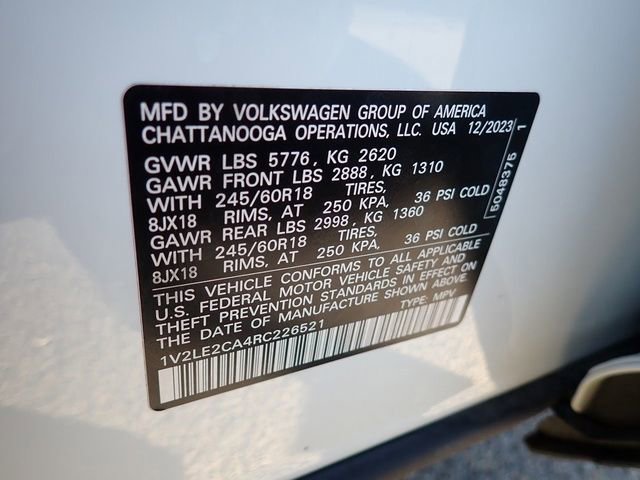 MFD BY VOLKSWAGEN GROUP OF AMERICA
CHATTANOOGA OPERATIONS, LLC. USA 12/2023
GVWR LBS 5776, KG 2620
GAWR FRONT LBS 2888, KG 1310
WITH 245/60R18 TIRES,
8JX18 RIMS, AT 250 KPA, 36 PSI COLD
GAWR REAR LBS 2998, KG 1360
WITH 245/60R18 TIRES,
8JX18 RIMS, AT 250 KPA, 36 PSI COLD
THIS VEHICLE CONFORMS TO ALL APPLICABLE
U.S. FEDERAL MOTOR VEHICLE SAFETY AND
THEFT PREVENTION STANDARDS IN EFFECT ON
THE DATE OF MANUFACTURE SHOWN ABOVE.
1V2LE2CA4RC226521 TYPE: MPV
5048375 1